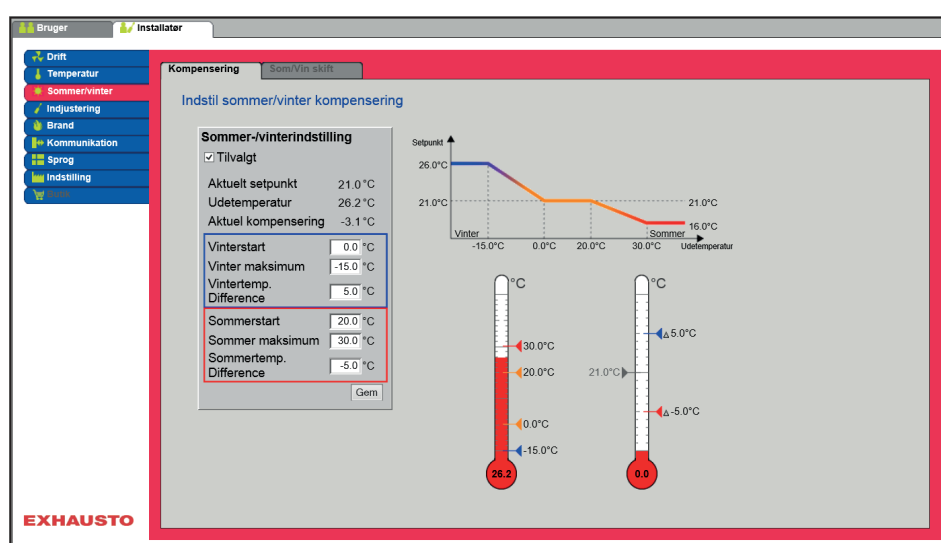 Bruger
Installatør
Drift
Temperatur
Sommer/vinter
Indjustering
Brand
Kommunikation
Sprog
Indstilling
Butik
EXHAUSTO
Kompensering
Som/Vin skift
Indstil sommer/vinter kompensering
Sommer-/vinterindstilling
Tilvalgt
Aktuelt setpunkt 21.0 °C
Udetemperatur 26.2 °C
Aktuel kompensering -3.1 °C
Vinterstart 0.0 °C
Vinter maksimum -15.0 °C
Vintertemp.
Difference 5.0 °C
Sommerstart 20.0 °C
Sommer maksimum 30.0 °C
Sommertemp.
Difference -5.0 °C
Gem
Setpunkt
26.0°C
21.0°C
21.0°C
16.0°C
Vinter
Sommer
-15.0°C 0.0°C 20.0°C 30.0°C Udetemperatur
°C
30.0°C
20.0°C
0.0°C
-15.0°C
26.2
°C
Δ 5.0°C
21.0°C
Δ -5.0°C
0.0